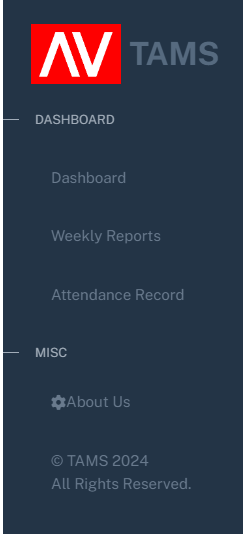 AV TAMS
DASHBOARD
Dashboard
Weekly Reports
Attendance Record
MISC
About Us
© TAMS 2024
All Rights Reserved.